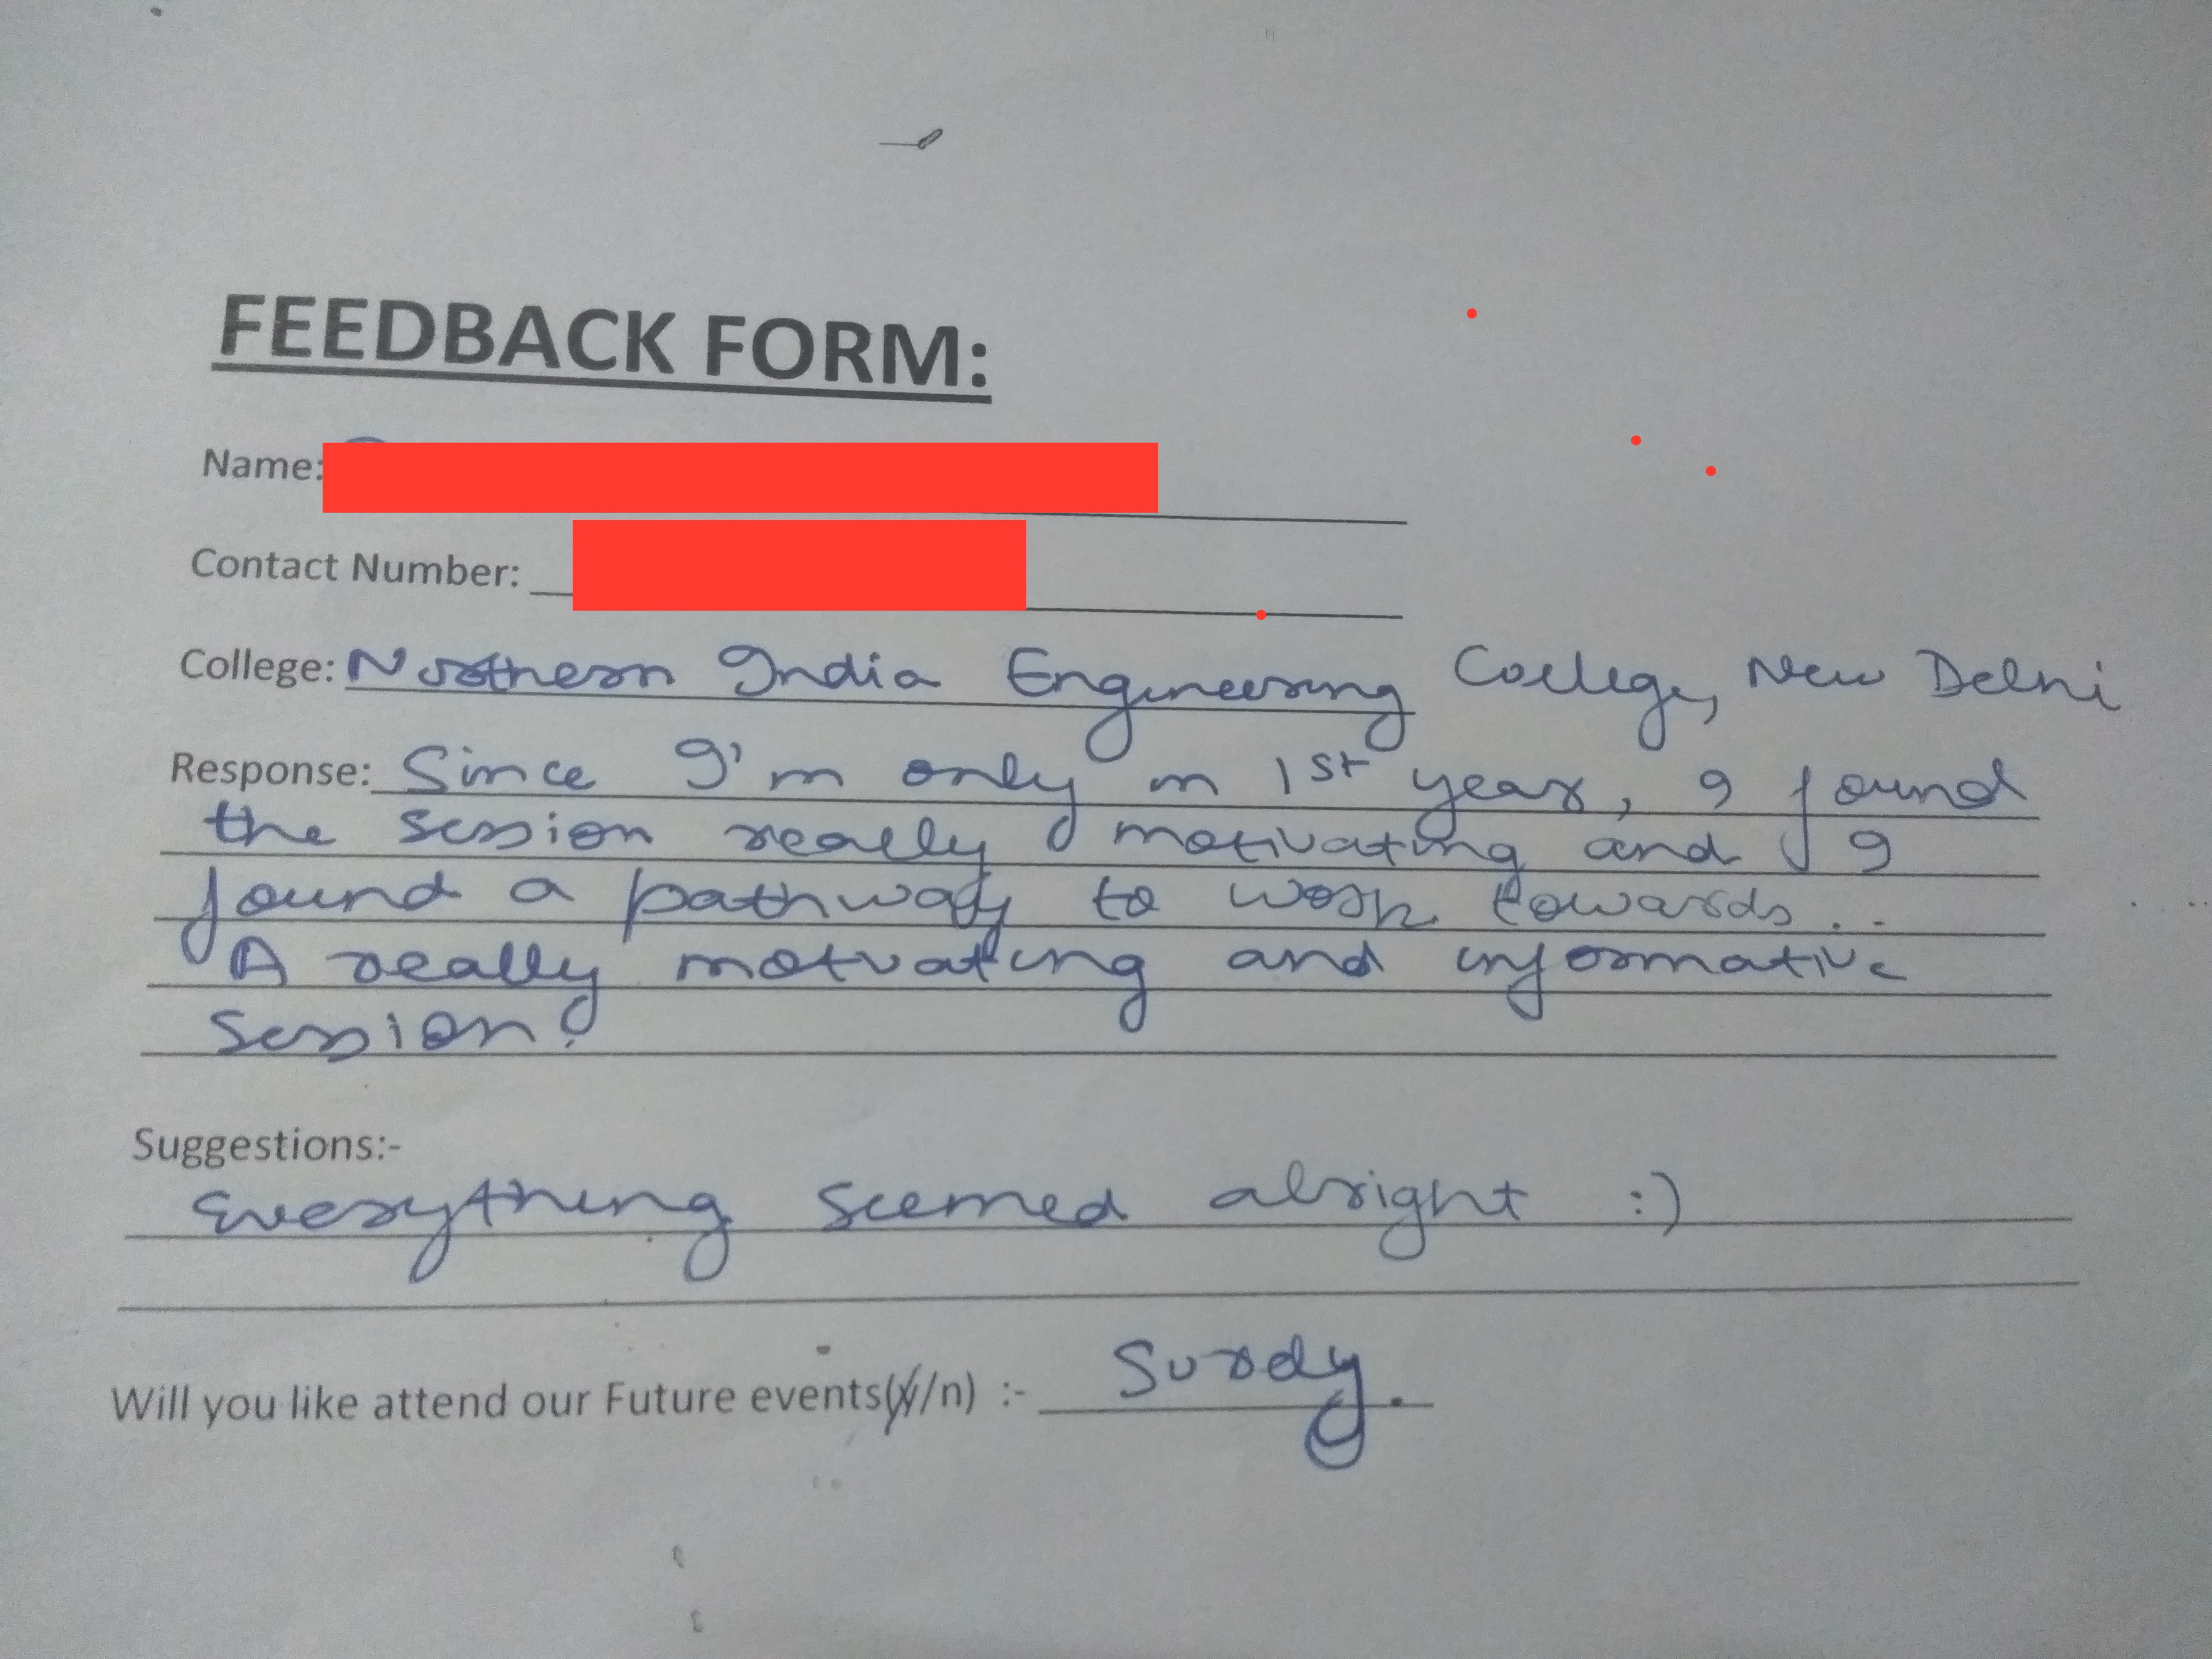 FEEDBACK FORM:
Name:
Contact Number:
College: Northern India Engineering College, New Delhi
Response: Since I'm only in 1st year, I found
the session really motivating and I
found a pathway to work towards...
A really motivating and informative
session!
Suggestions:-
Everything seemed alright :)
Will you like attend our Future events(y/n) :- Surely.